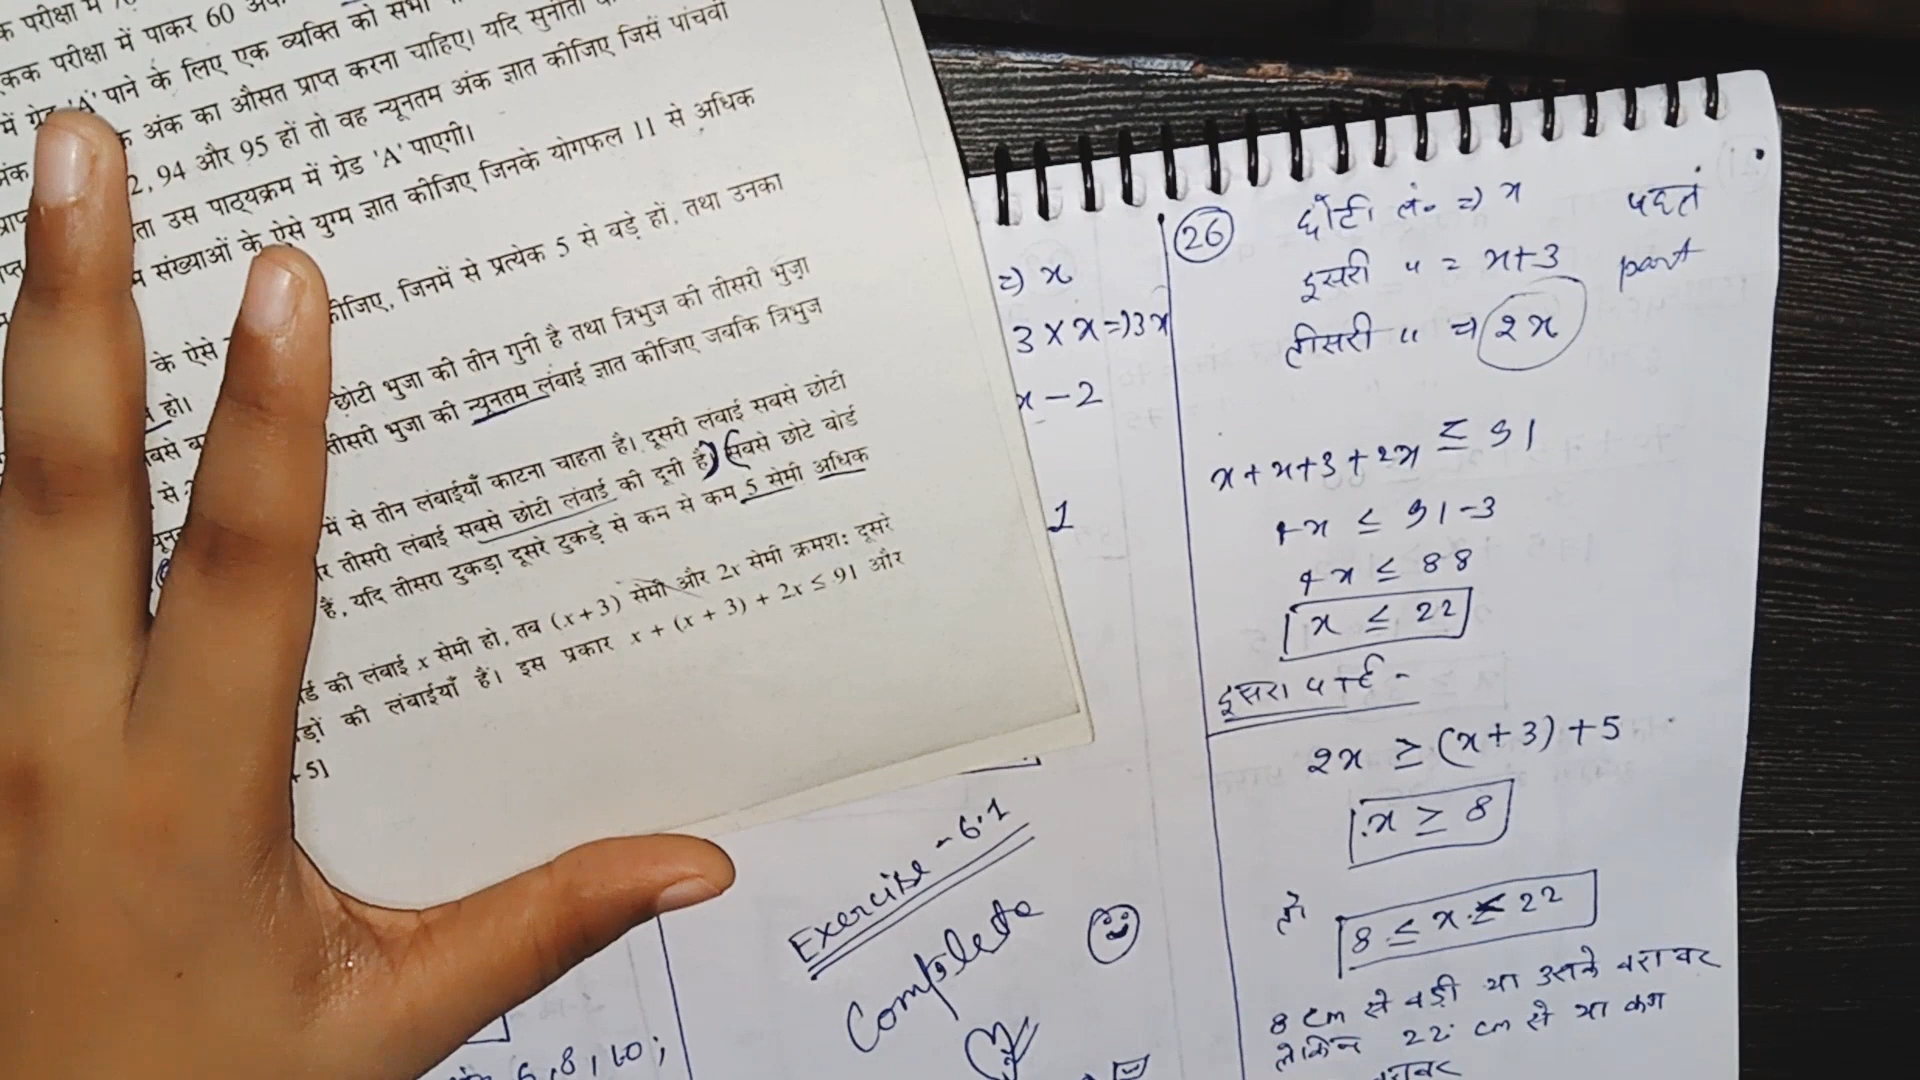 क परीक्षा में
कक परीक्षा में पाकर 60
में ग्रेड 'A' पाने के लिए एक व्यक्ति को सभी
अंक के अंक का औसत प्राप्त करना चाहिए। यदि सुनीता
2, 94 और 95 हों तो वह न्यूनतम अंक ज्ञात कीजिए जिसें पांचवीं
ता उस पाठ्यक्रम में ग्रेड 'A' पाएगी।
म संख्याओं के ऐसे युग्म ज्ञात कीजिए जिनके योगफल 11 से अधिक
के ऐसे कीजिए, जिनमें से प्रत्येक 5 से बड़े हों, तथा उनका
हो।
बसे छोटी भुजा की तीन गुनी है तथा त्रिभुज की तीसरी भुजा
से तीसरी भुजा की न्यूनतम लंबाई ज्ञात कीजिए जबकि त्रिभुज
में से तीन लंबाईयाँ काटना चाहता है। दूसरी लंबाई सबसे छोटी
र तीसरी लंबाई सबसे छोटी लंबाई की दूनी है। सबसे छोटे बोर्ड
हैं, यदि तीसरा टुकड़ा दूसरे टुकड़े से कम से कम 5 सेमी अधिक
र्ड की लंबाई x सेमी हो, तब (x + 3) सेमी और 2x सेमी क्रमश: दूसरे
ड़ों की लंबाईयाँ हैं। इस प्रकार x + (x + 3) + 2x ≤ 91 और
+ 5]
=) x
3 × x =) 3x
x - 2
1
Exercise - 6.1
Complete
6, 8, 10;
26
छोटी लं० =) x
पहला
part
दूसरी " = x+3
तीसरी " =) 2x
x + x+3 + 2x ≤ 91
4x ≤ 91-3
4x ≤ 88
x ≤ 22
दूसरा पार्ट -
2x ≥ (x+3) + 5
x ≥ 8
तो
8 ≤ x ≤ 22
8 cm से बड़ी या उसके बराबर
लेकिन 22 cm से या कम
बराबर